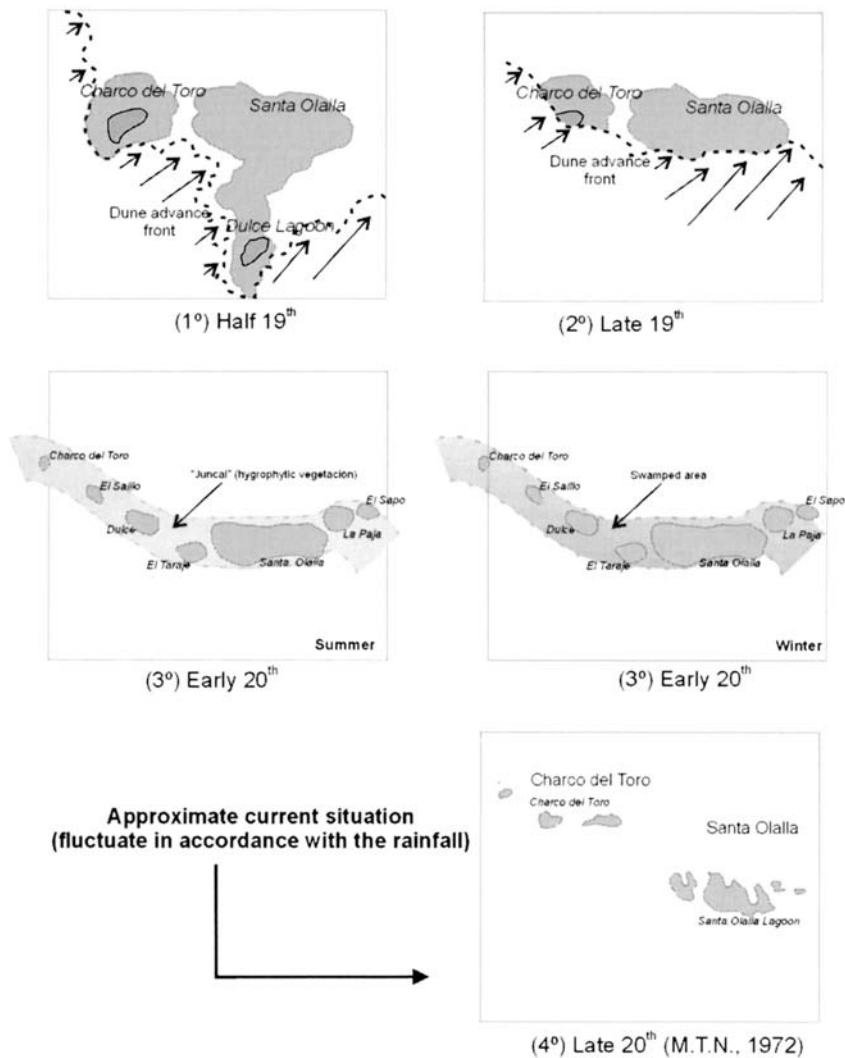 Charco del Toro
Santa Olalla
Dune advance
front
Dulce Lagoon
(1º) Half 19th
Charco del Toro
Santa Olalla
Dune advance
front
(2º) Late 19th
Charco del Toro
"Juncal" (hygrophytic vegetacion)
El Sapo
Dulce
La Paja
El Taraje
Santa. Olalla
Summer
(3º) Early 20th
Charco del Toro
Swamped area
El Sapo
Dulce
La Paja
El Taraje
Santa Olalla
Winter
(3º) Early 20th
Approximate current situation
(fluctuate in accordance with the rainfall)
Charco del Toro
Charco del Toro
Santa Olalla
Santa Olalla Lagoon
(4º) Late 20th (M.T.N., 1972)